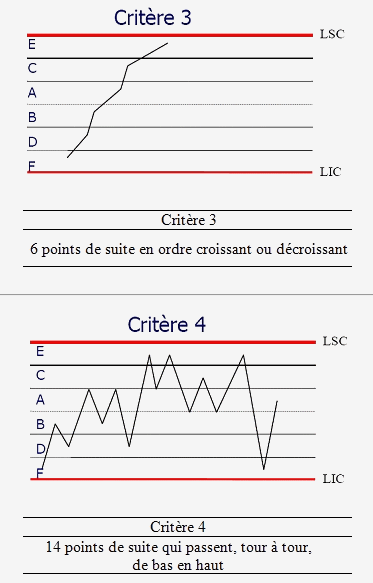 Critère 3
LSC
E
C
A
B
D
F
LIC
Critère 3
6 points de suite en ordre croissant ou décroissant
Critère 4
LSC
E
C
A
B
D
F
LIC
Critère 4
14 points de suite qui passent, tour à tour,
de bas en haut